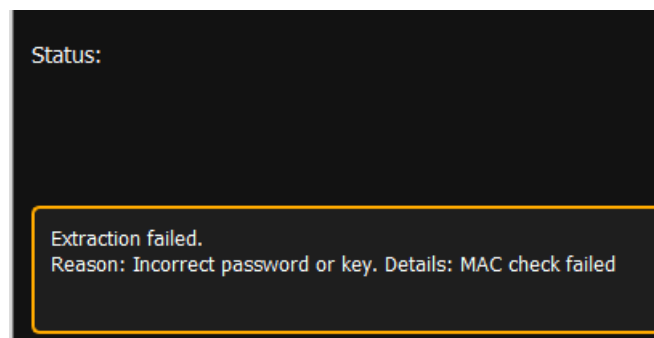 Status:
Extraction failed.
Reason: Incorrect password or key. Details: MAC check failed